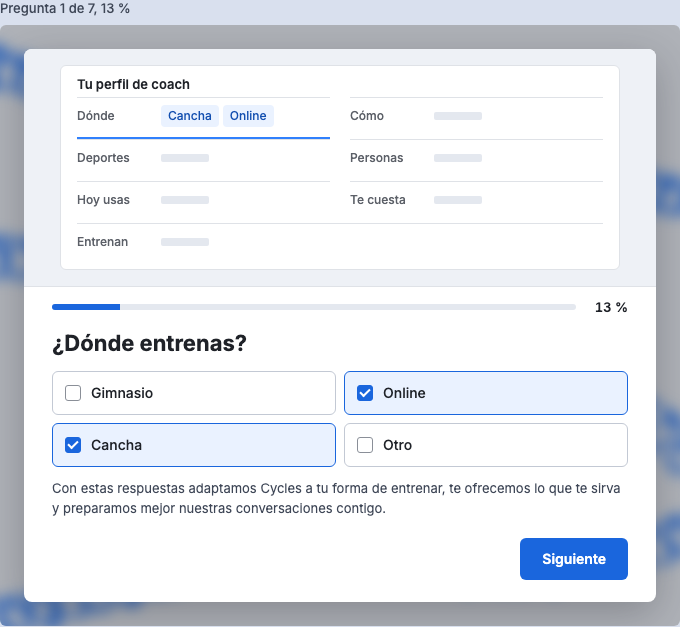 Pregunta 1 de 7, 13 %
Tu perfil de coach
Dónde Cancha Online
Cómo
Deportes
Personas
Hoy usas
Te cuesta
Entrenan
13 %
¿Dónde entrenas?
Gimnasio
Online
Cancha
Otro
Con estas respuestas adaptamos Cycles a tu forma de entrenar, te ofrecemos lo que te sirva
y preparamos mejor nuestras conversaciones contigo.
Siguiente